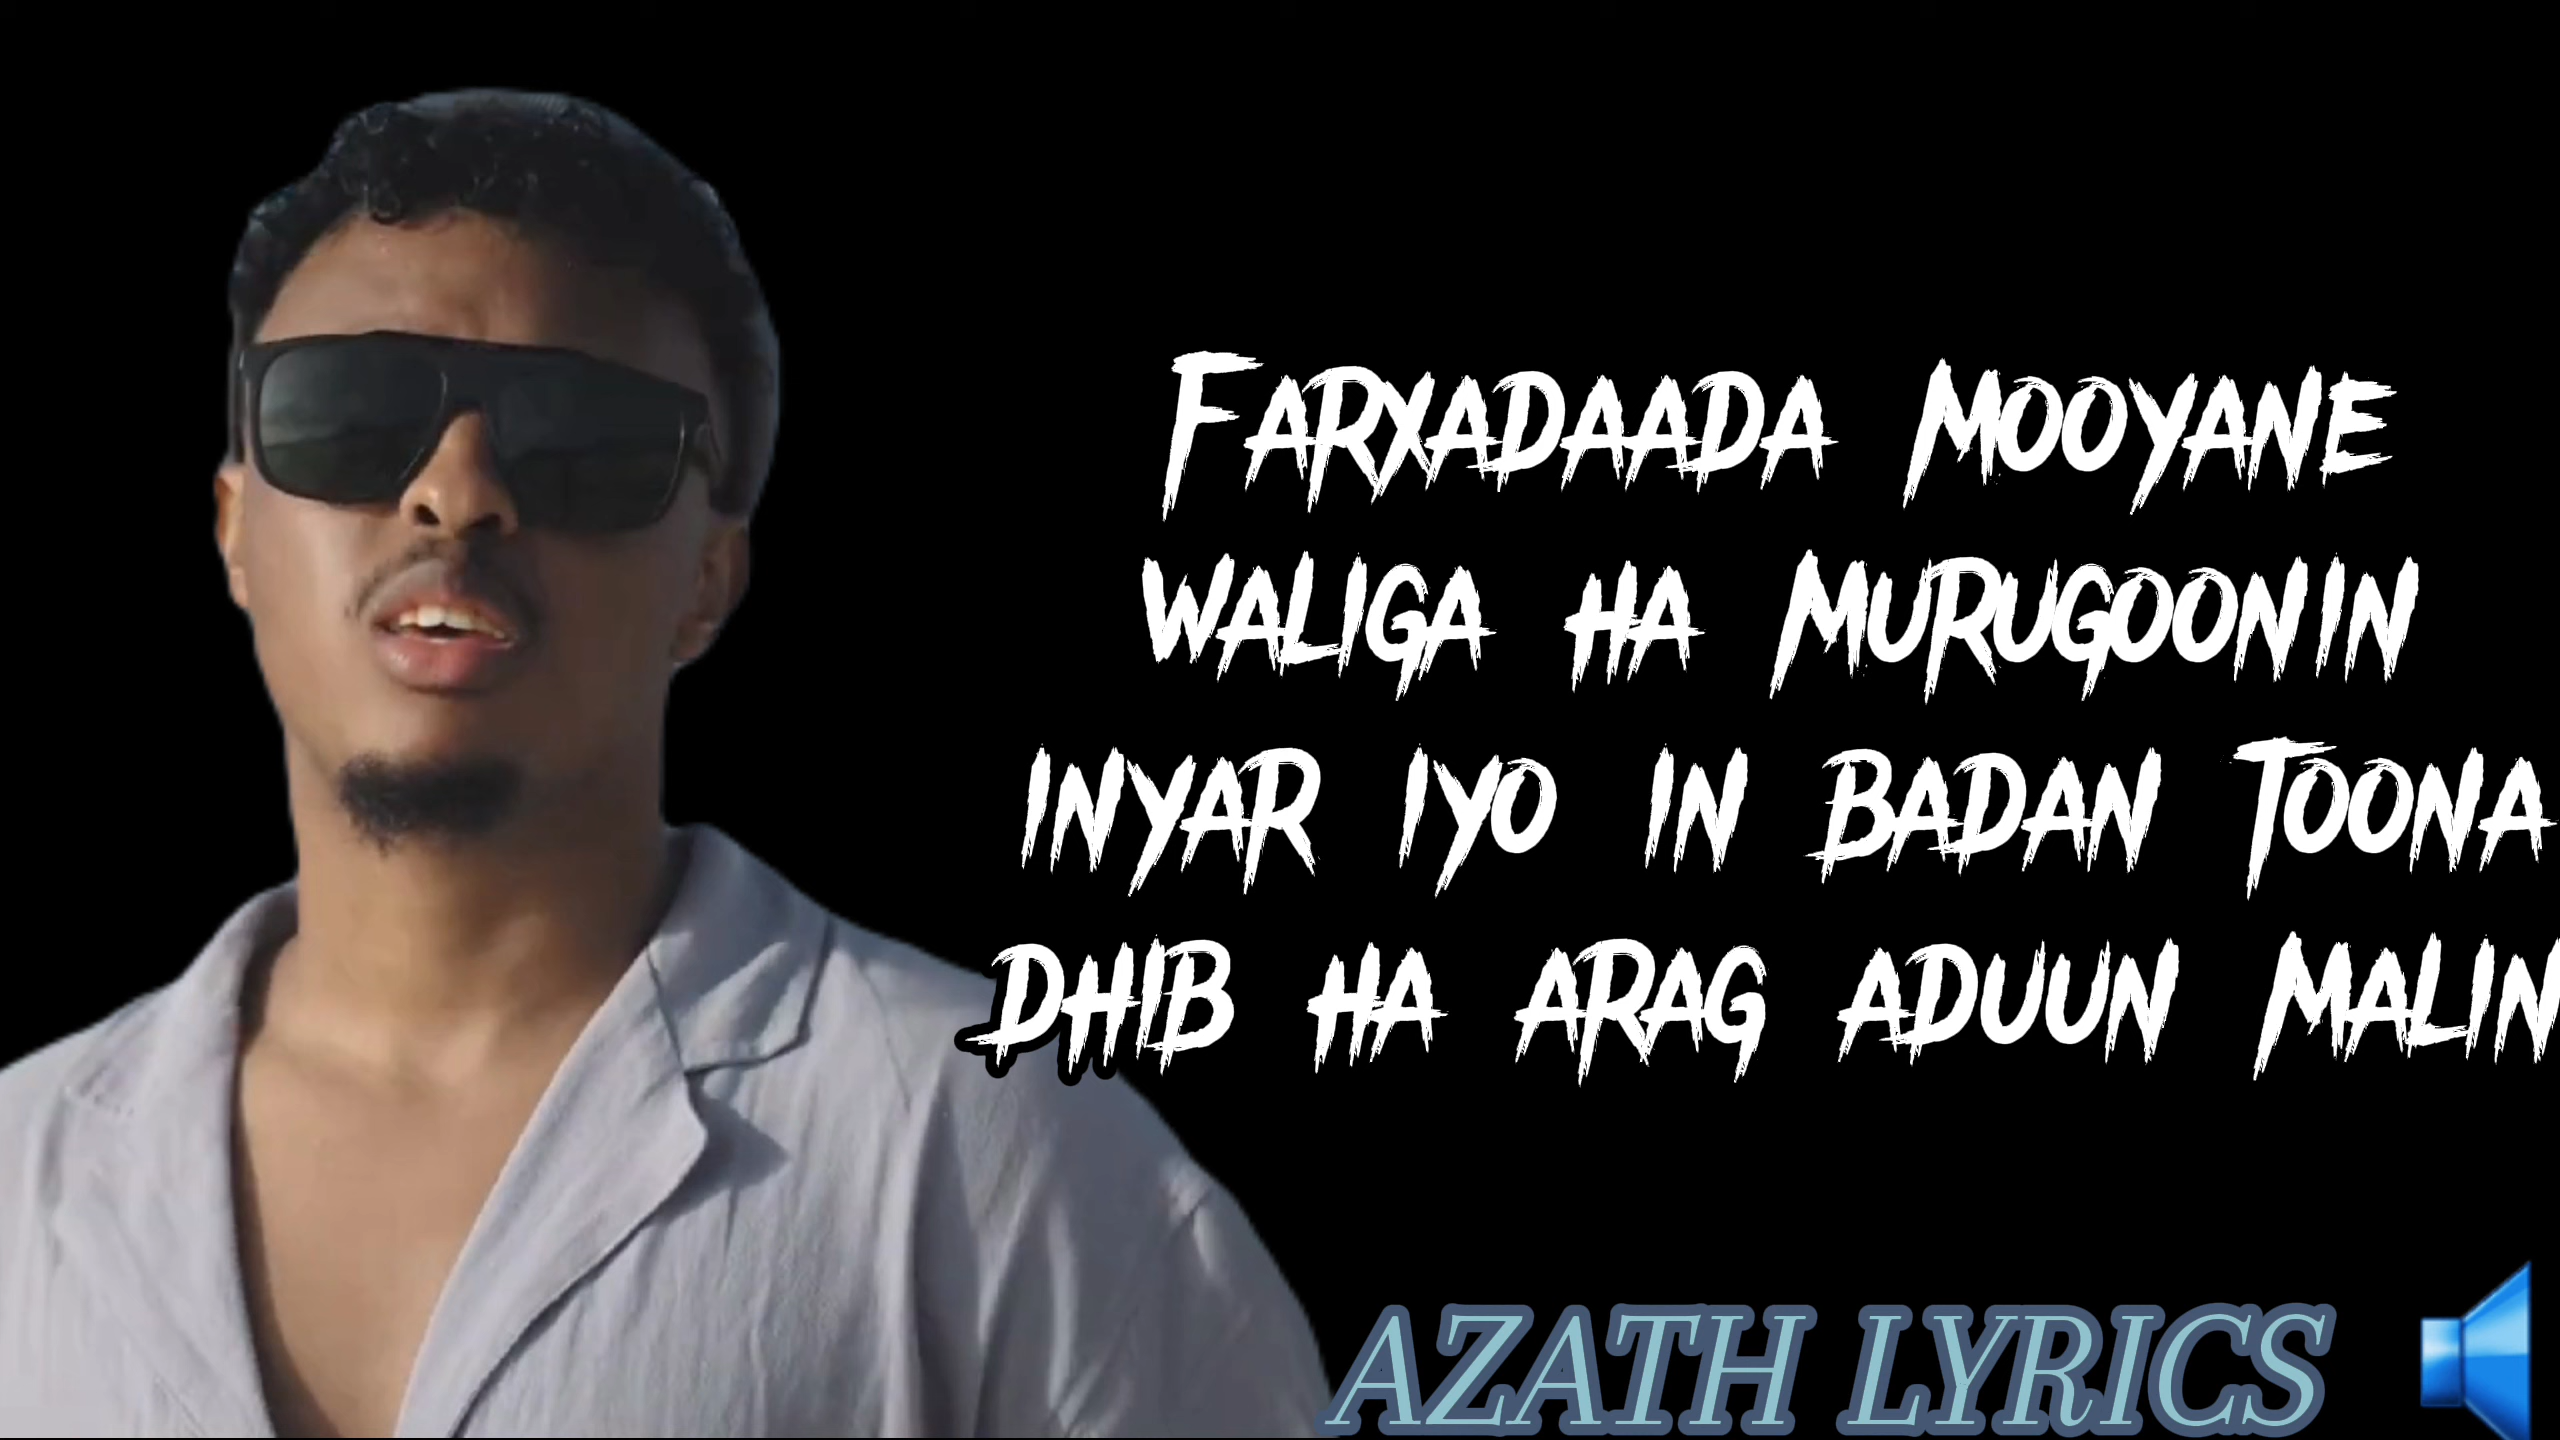 Farxadaada Mooyane
waliga ha Murugoonin
inyar iyo in Badan Toona
dhib ha arag aduun Malin
AZATH LYRICS